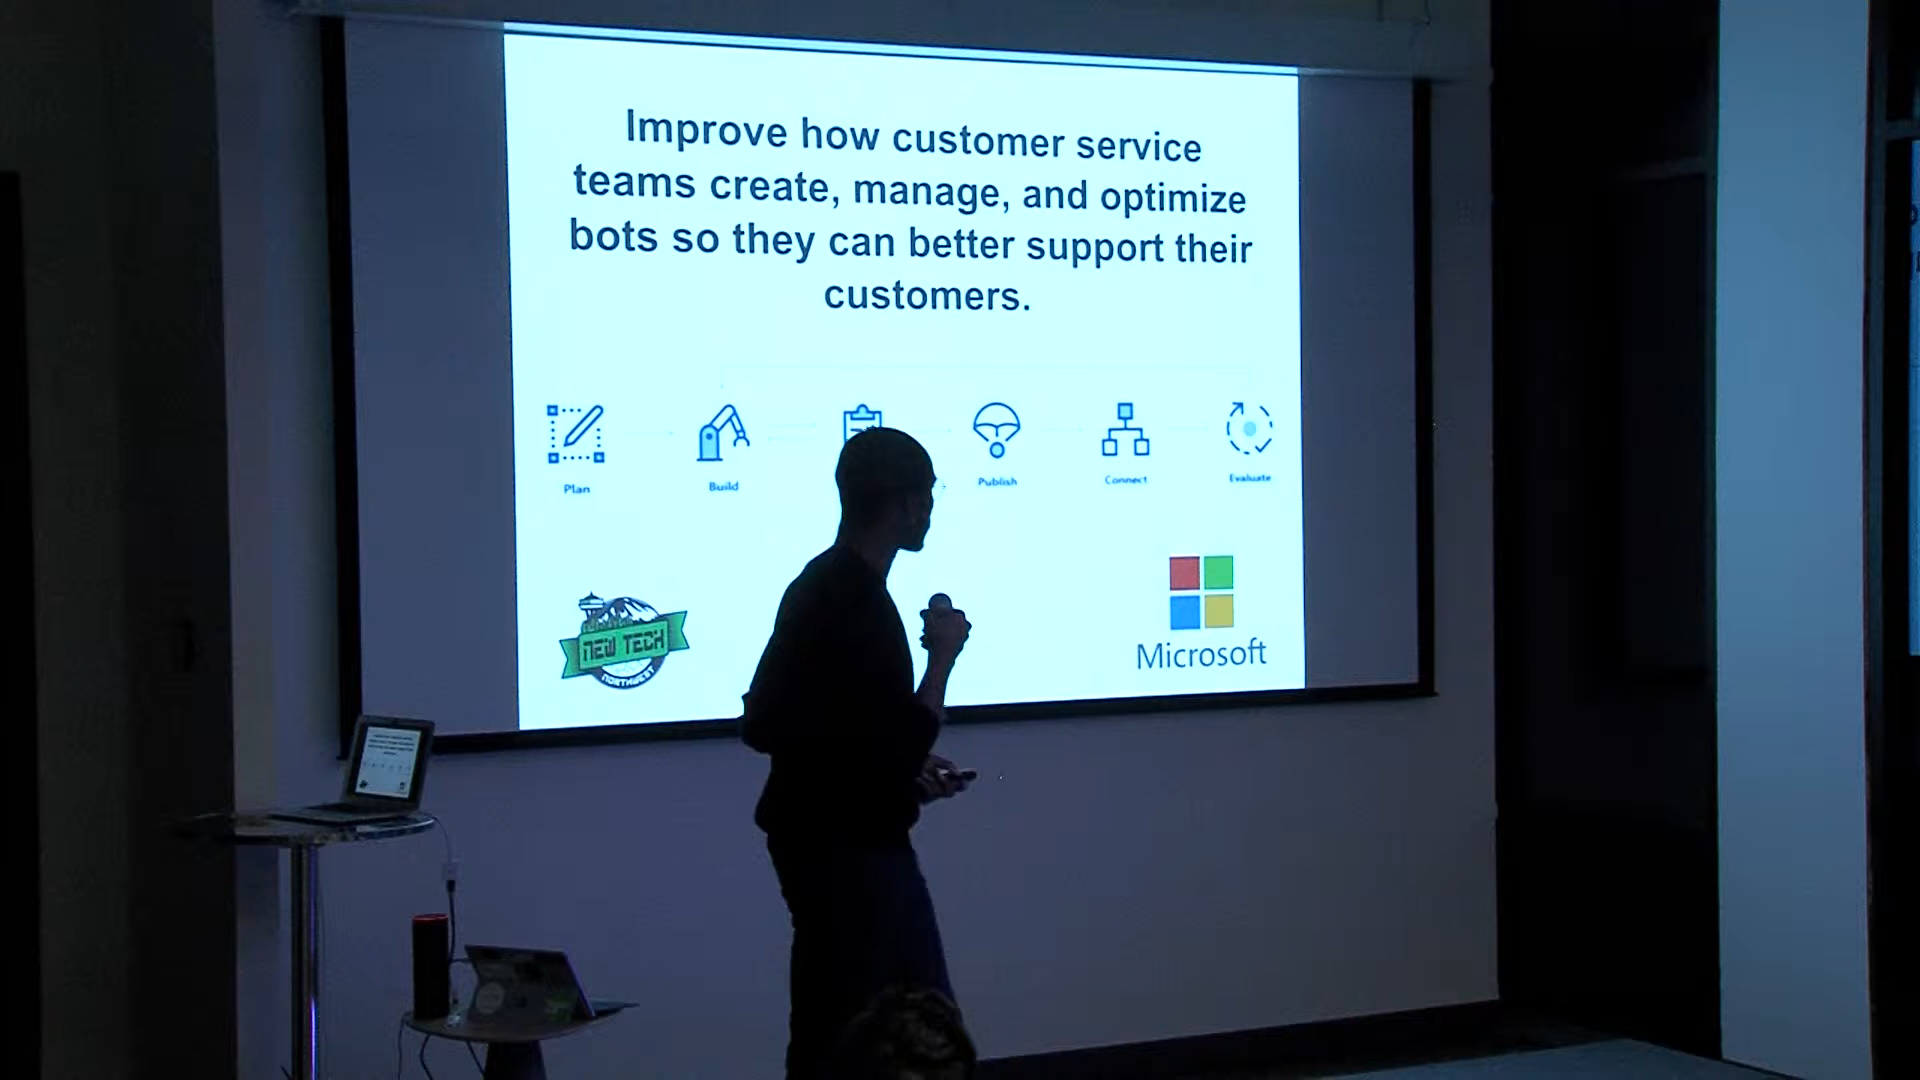 Improve how customer service
teams create, manage, and optimize
bots so they can better support their
customers.
Plan
Build
Publish
Connect
Evaluate
NEW TECH
NORTHWEST
Microsoft